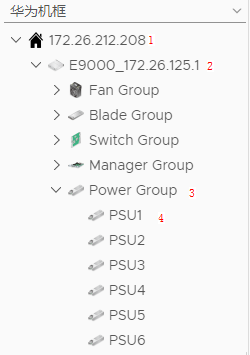 华为机框
172.26.212.208 1
E9000_172.26.125.1 2
Fan Group
Blade Group
Switch Group
Manager Group
Power Group 3
PSU1 4
PSU2
PSU3
PSU4
PSU5
PSU6